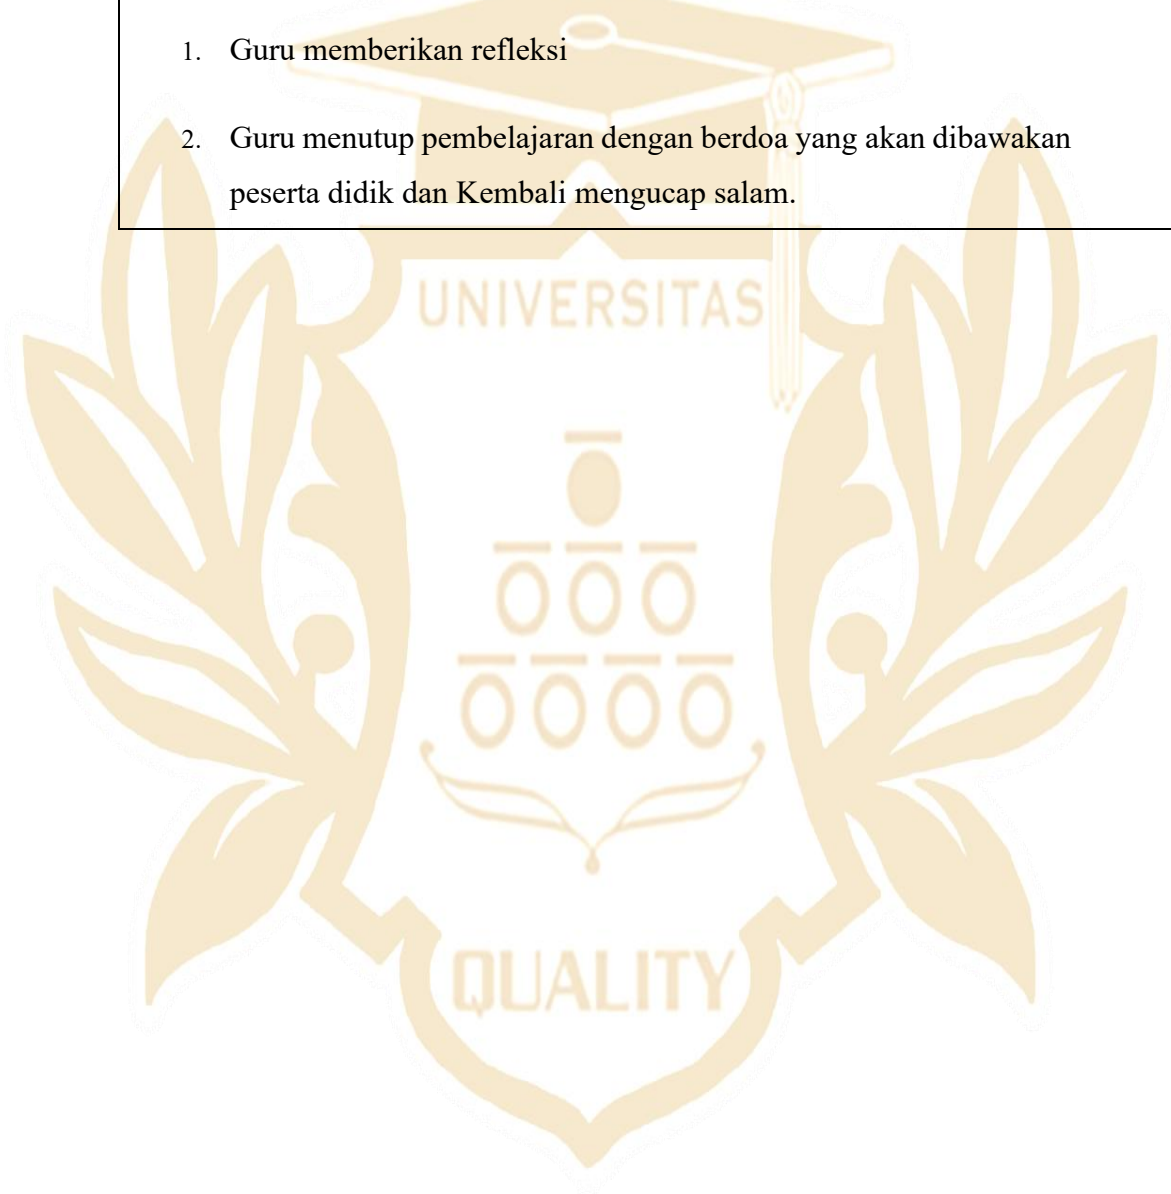 1. Guru memberikan refleksi
2. Guru menutup pembelajaran dengan berdoa yang akan dibawakan
peserta didik dan Kembali mengucap salam.
UNIVERSITAS
QUALITY